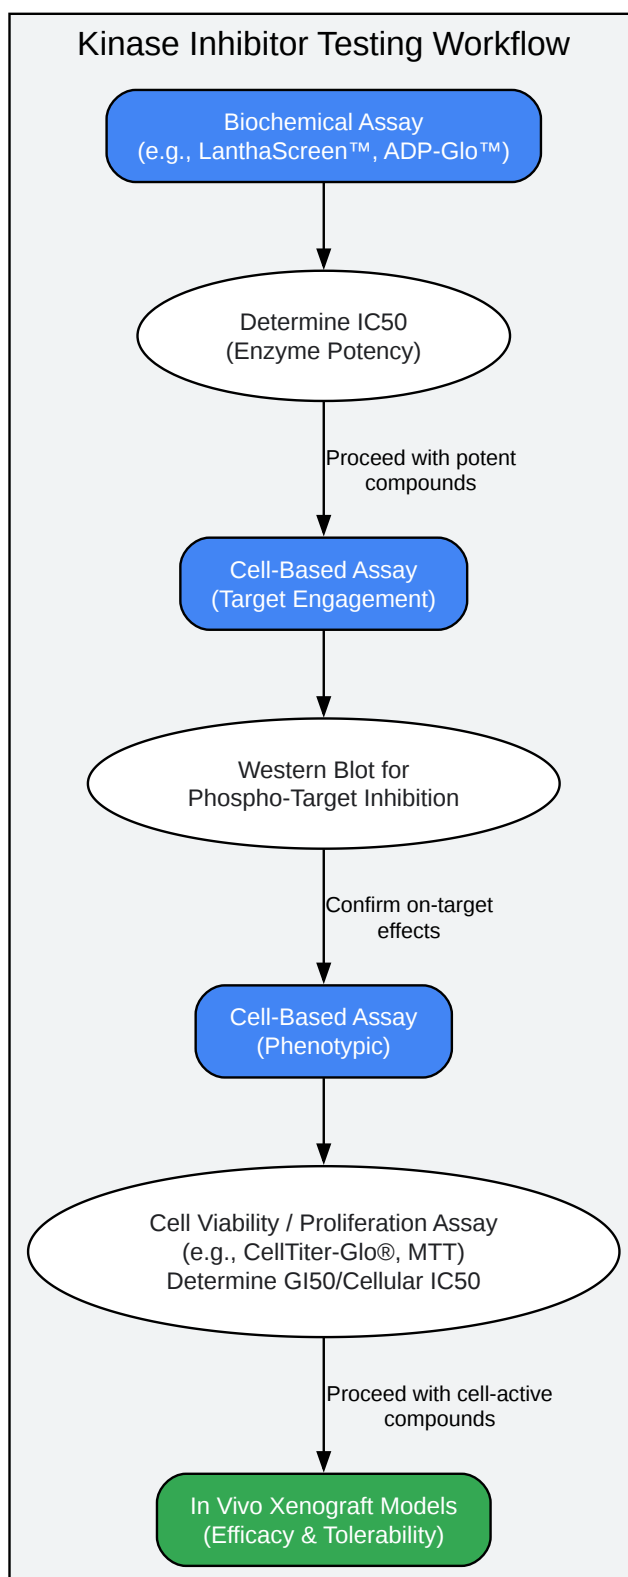 Kinase Inhibitor Testing Workflow
Biochemical Assay
(e.g., LanthaScreen™, ADP-Glo™)
Determine IC50
(Enzyme Potency)
Proceed with potent
compounds
Cell-Based Assay
(Target Engagement)
Western Blot for
Phospho-Target Inhibition
Confirm on-target
effects
Cell-Based Assay
(Phenotypic)
Cell Viability / Proliferation Assay
(e.g., CellTiter-Glo®, MTT)
Determine GI50/Cellular IC50
Proceed with cell-active
compounds
In Vivo Xenograft Models
(Efficacy & Tolerability)